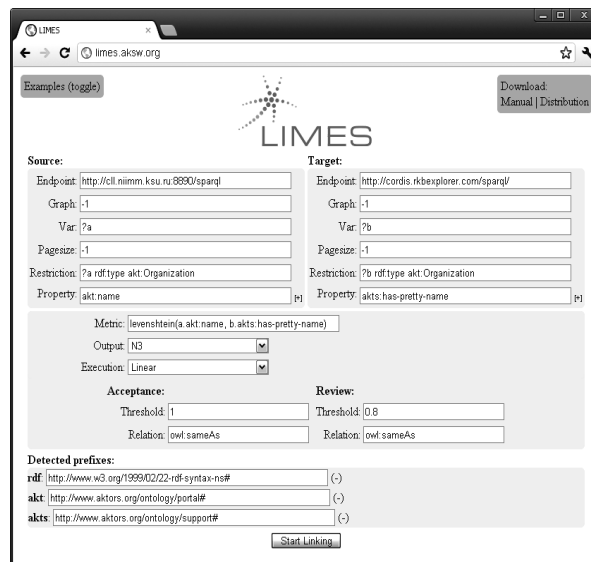 LIMES
limes.aksw.org
Examples (toggle)
Download:
Manual | Distribution
LIMES
Source:
Endpoint: http://cll.niimm.ksu.ru:8890/sparql
Graph: -1
Var: ?a
Pagesize: -1
Restriction: ?a rdf:type akt:Organization
Property: akt:name [+]
Target:
Endpoint: http://cordis.rkbexplorer.com/sparql/
Graph: -1
Var: ?b
Pagesize: -1
Restriction: ?b rdf:type akt:Organization
Property: akts:has-pretty-name [+]
Metric: levenshtein(a.akt:name, b.akts:has-pretty-name)
Output: N3
Execution: Linear
Acceptance:
Threshold: 1
Relation: owl:sameAs
Review:
Threshold: 0.8
Relation: owl:sameAs
Detected prefixes:
rdf: http://www.w3.org/1999/02/22-rdf-syntax-ns# (-)
akt: http://www.aktors.org/ontology/portal# (-)
akts: http://www.aktors.org/ontology/support# (-)
Start Linking